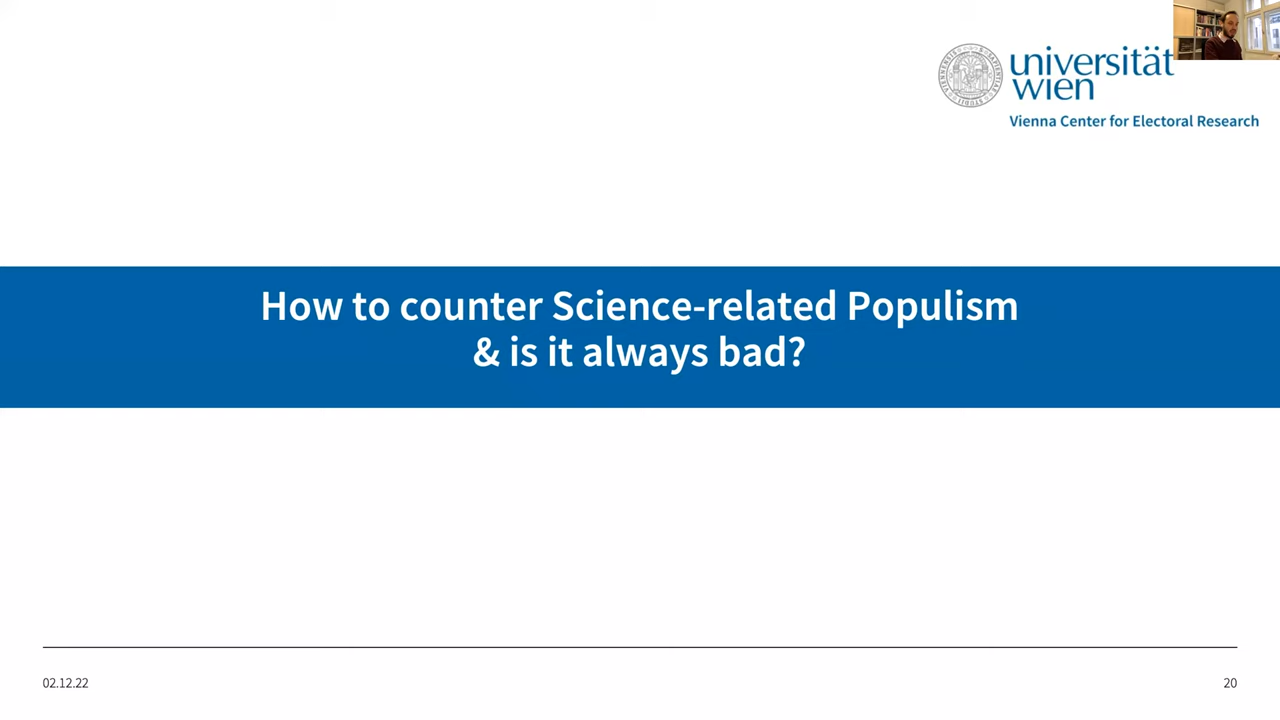 universität
wien
Vienna Center for Electoral Research
How to counter Science-related Populism
& is it always bad?
02.12.22
20